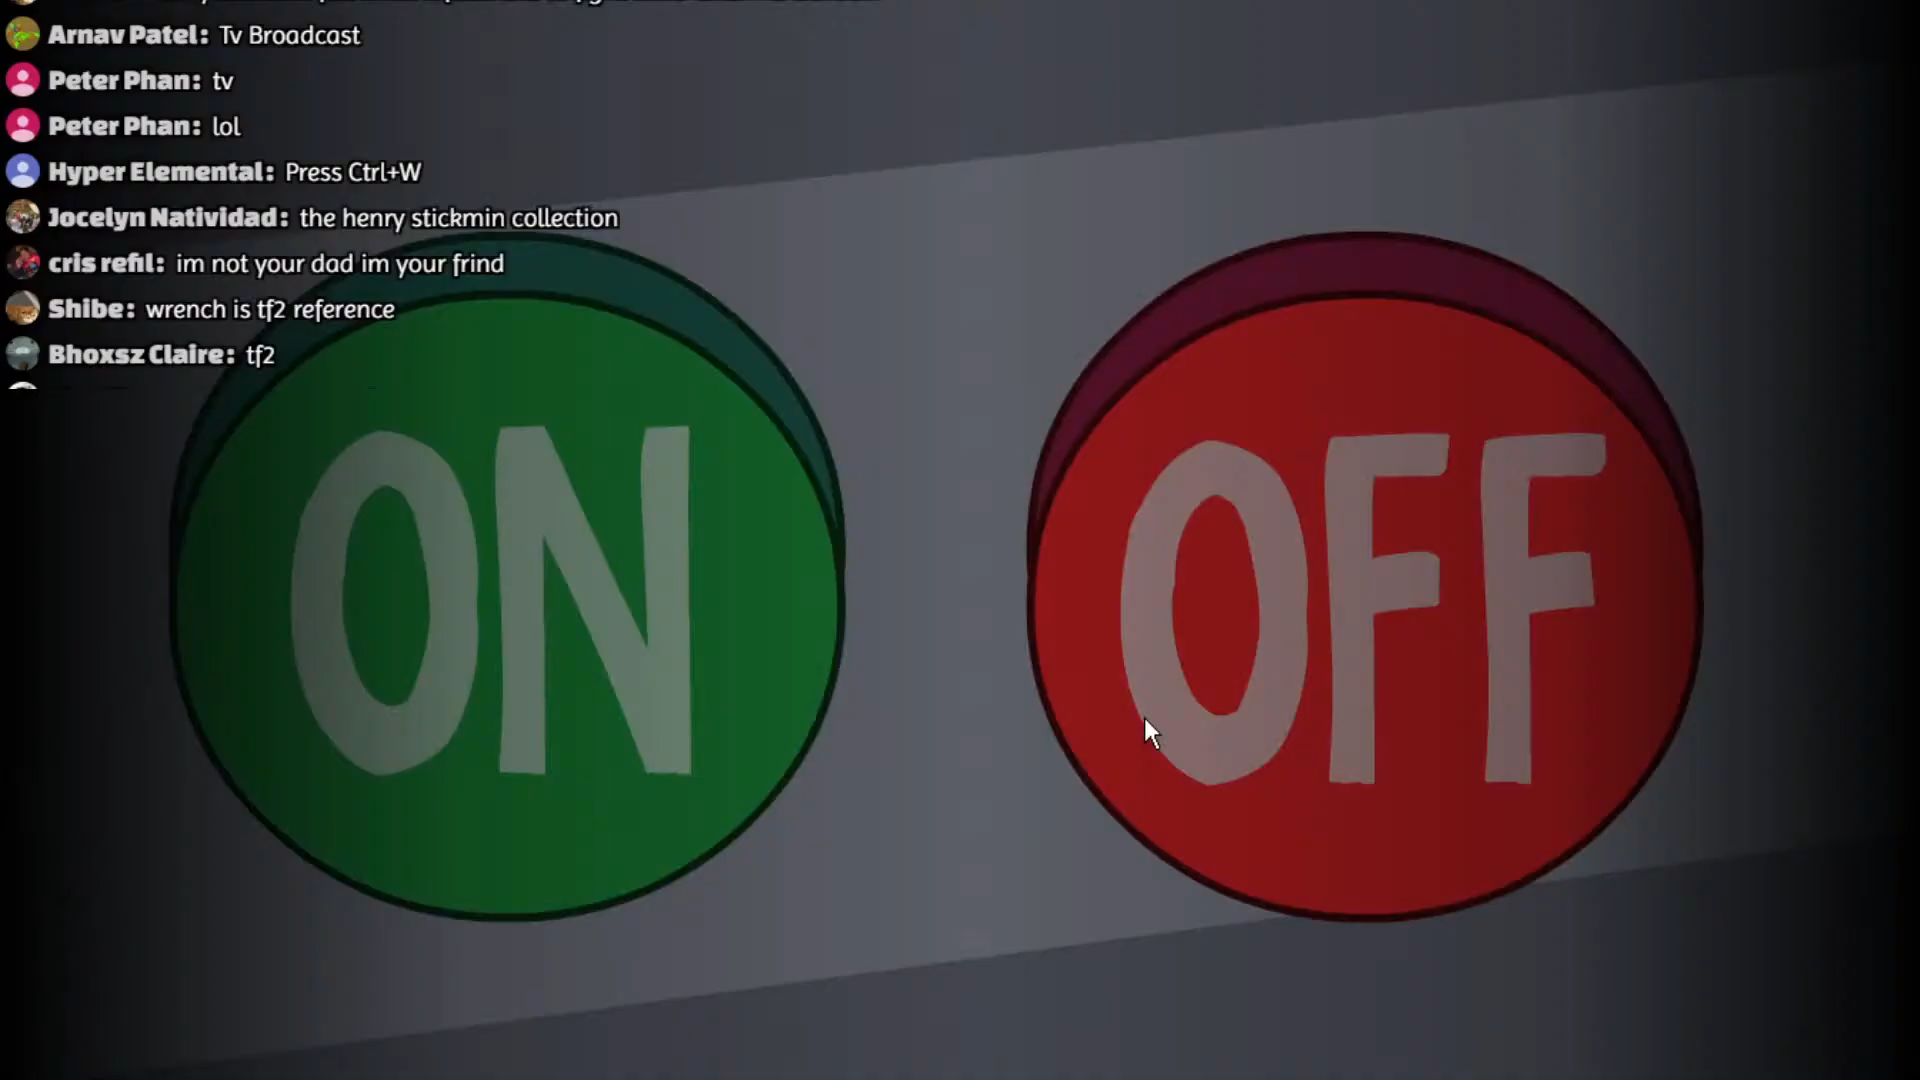 Arnav Patel: Tv Broadcast
Peter Phan: tv
Peter Phan: lol
Hyper Elemental: Press Ctrl+W
Jocelyn Natividad: the henry stickmin collection
cris refil: im not your dad im your frind
Shibe: wrench is tf2 reference
Bhoxsz Claire: tf2
ON
OFF